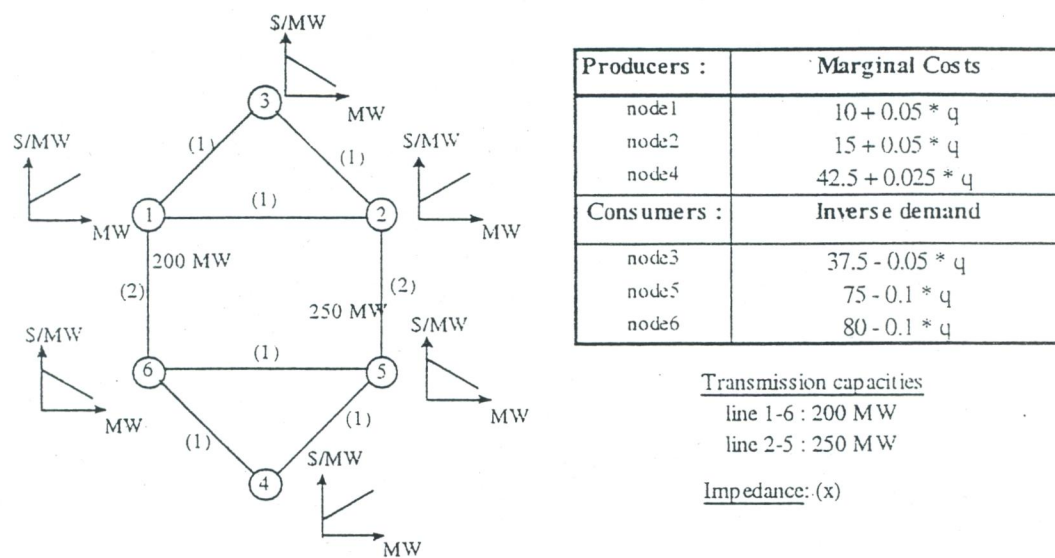 $/MW
3
MW
(1)
(1)
$/MW
$/MW
(1)
1
2
MW
MW
200 MW
(2)
(2)
250 MW
$/MW
$/MW
(1)
6
5
MW
MW
(1)
(1)
$/MW
4
MW
Producers : Marginal Costs
node1 10 + 0.05 * q
node2 15 + 0.05 * q
node4 42.5 + 0.025 * q
Consumers : Inverse demand
node3 37.5 - 0.05 * q
node5 75 - 0.1 * q
node6 80 - 0.1 * q
Transmission capacities
line 1-6 : 200 MW
line 2-5 : 250 MW
Impedance: (x)